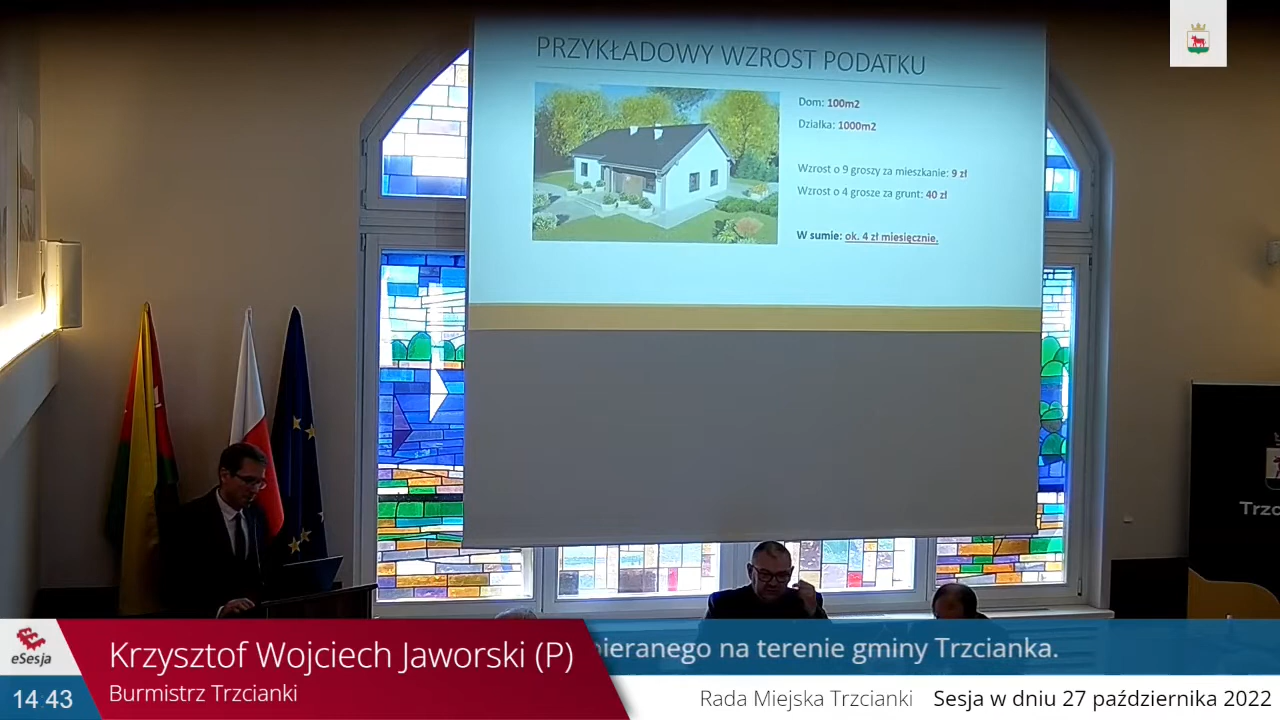 PRZYKŁADOWY WZROST PODATKU
Dom: 100m2
Działka: 1000m2
Wzrost o 9 groszy za mieszkanie: 9 zł
Wzrost o 4 grosze za grunt: 40 zł
W sumie: ok. 4 zł miesięcznie.
eSesja
Krzysztof Wojciech Jaworski (P)
bieranego na terenie gminy Trzcianka.
14:43
Burmistrz Trzcianki
Rada Miejska Trzcianki
Sesja w dniu 27 października 2022